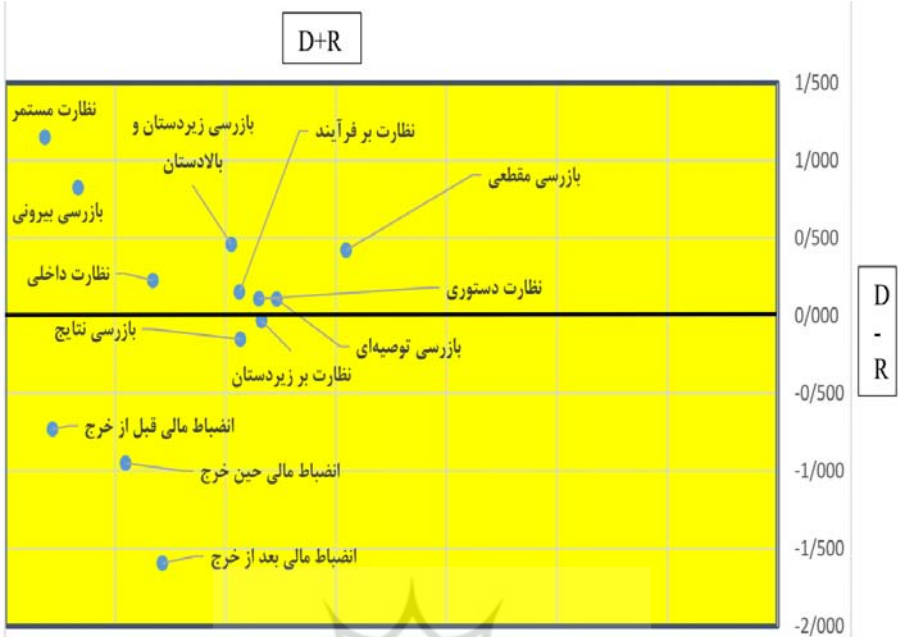 D+R
1/500
1/000
0/500
0/000
-0/500
-1/000
-1/500
-2/000
D
-
R
نظارت مستمر
بازرسی زیردستان و
بالادستان
نظارت بر فرآیند
بازرسی مقطعی
بازرسی بیرونی
نظارت داخلی
نظارت دستوری
بازرسی نتایج
بازرسی توصیه‌ای
نظارت بر زیردستان
انضباط مالی قبل از خرج
انضباط مالی حین خرج
انضباط مالی بعد از خرج